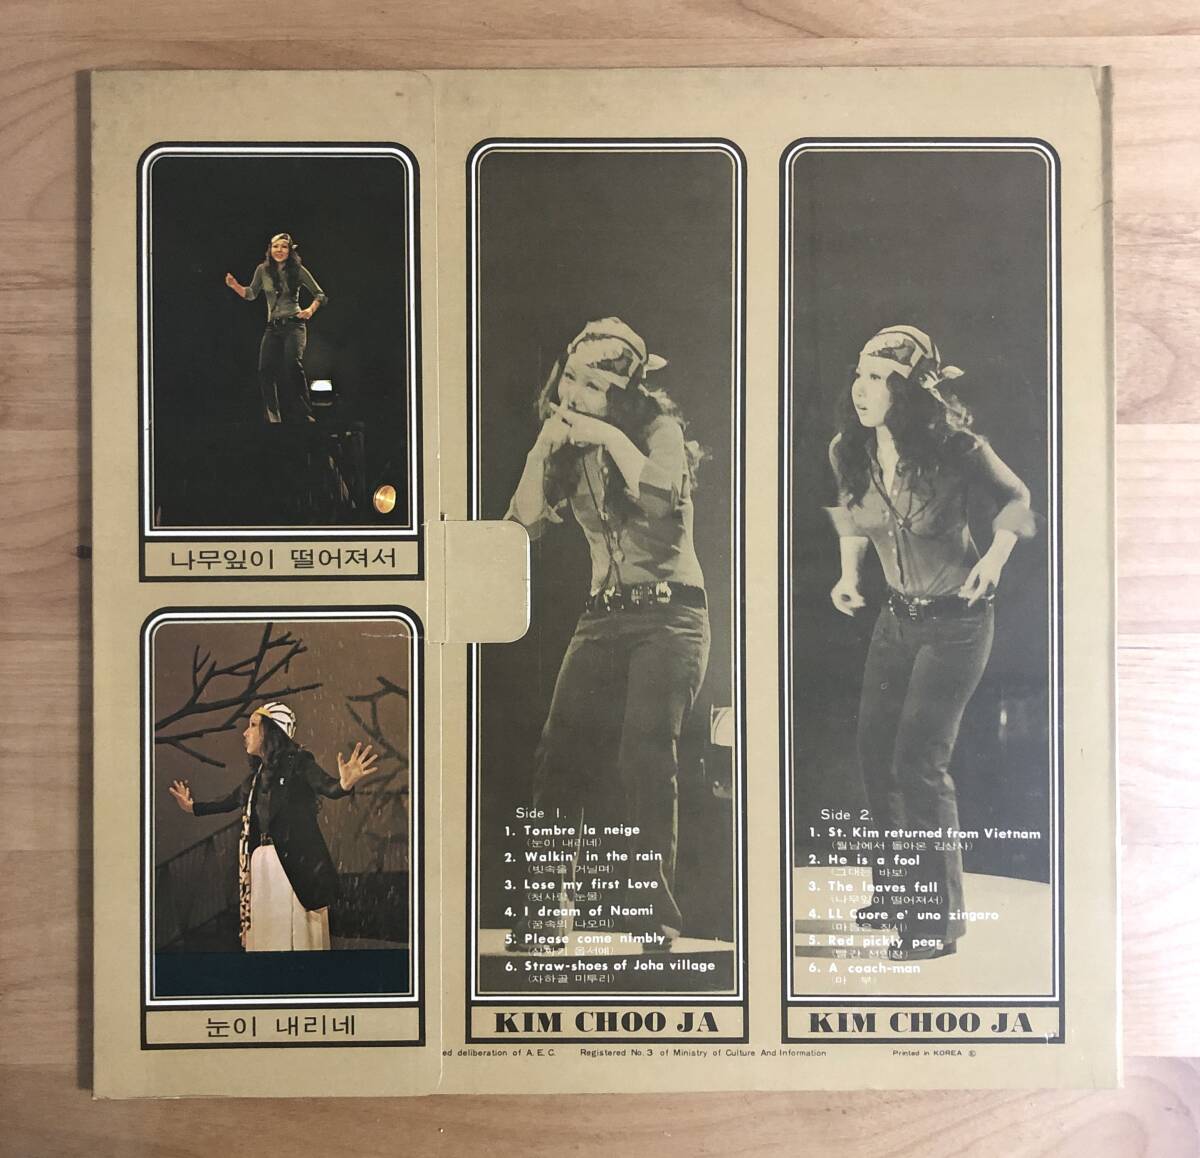 나무잎이 떨어져서
눈이 내리네
Side 1.
1. Tombre la neige
(눈이 내리네)
2. Walkin' in the rain
(빗속을 거닐며)
3. Lose my first Love
(첫사랑 눈물)
4. I dream of Naomi
(꿈속의 나오미)
5. Please come nimbly
6. Straw-shoes of Joha village
(자하골 미투리)
KIM CHOO JA
Side 2.
1. St. Kim returned from Vietnam
(월남에서 돌아온 김상사)
2. He is a fool
(그대는 바보)
3. The leaves fall
(나무잎이 떨어져서)
4. LL Cuore e' uno zingaro
(마음은 짚시)
5. Red pickly pear,
(빨간 선인장)
6. A coach-man
(마 부)
KIM CHOO JA
ed deliberation of A. E. C. Registered No. 3 of Ministry of Culture And Information Printed in KOREA ©